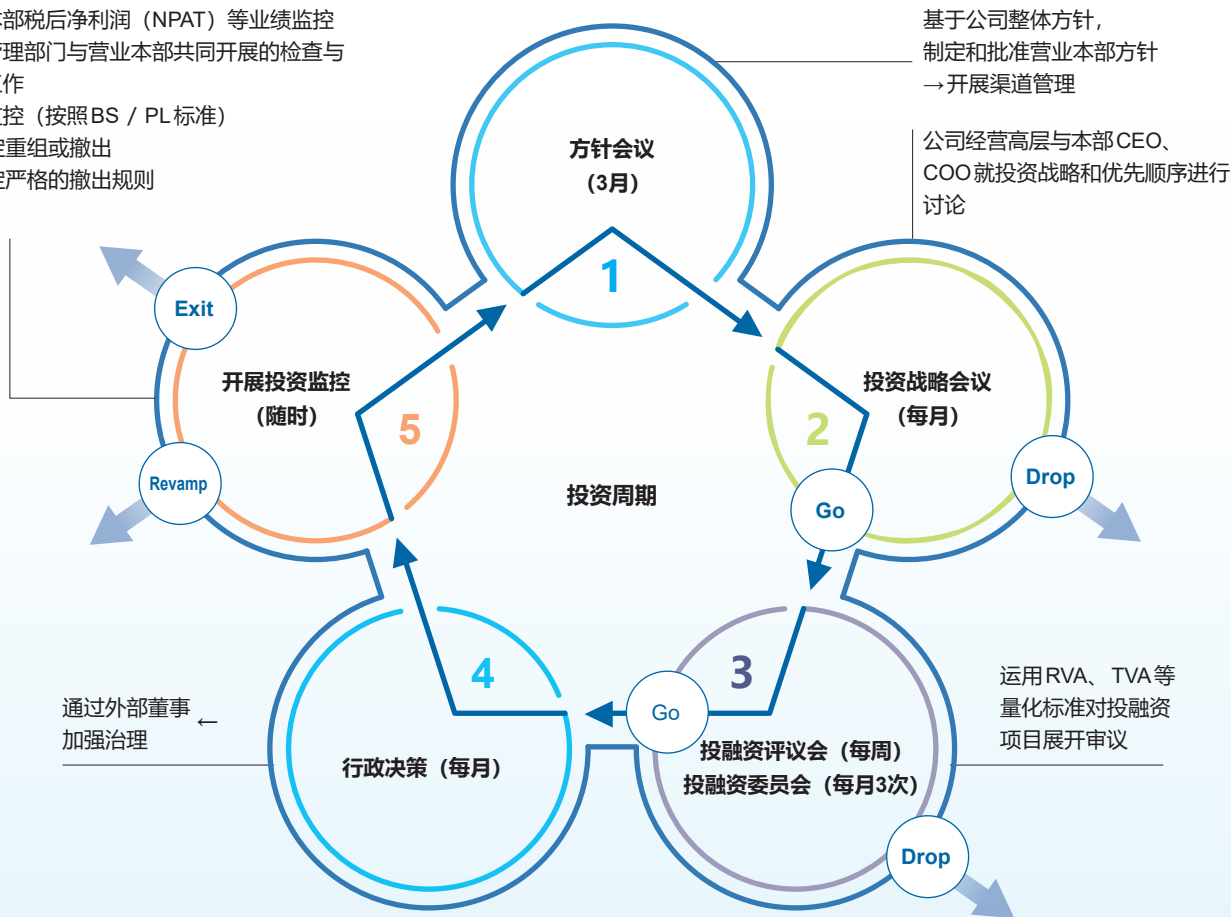 本部税后净利润（NPAT）等业绩监控
管理部门与营业本部共同开展的检查与
工作
监控（按照BS / PL标准）
定重组或撤出
定严格的撤出规则
基于公司整体方针，
制定和批准营业本部方针
→开展渠道管理
公司经营高层与本部CEO、
COO就投资战略和优先顺序进行
讨论
方针会议
(3月)
1
投资战略会议
(每月)
2
Go
Drop
投资周期
Exit
开展投资监控
(随时)
5
Revamp
3
Go
投融资评议会（每周）
投融资委员会（每月3次）
Drop
运用RVA、TVA等
量化标准对投融资
项目展开审议
4
行政决策（每月）
通过外部董事 ←
加强治理